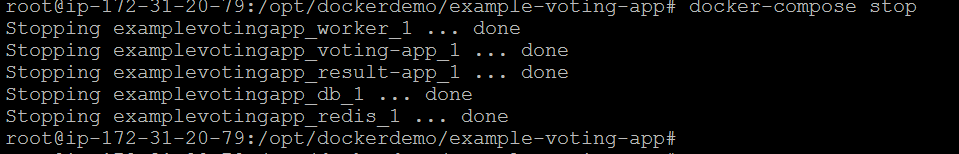 root@ip-172-31-20-79:/opt/dockerdemo/example-voting-app# docker-compose stop
Stopping examplevotingapp_worker_1 ... done
Stopping examplevotingapp_voting-app_1 ... done
Stopping examplevotingapp_result-app_1 ... done
Stopping examplevotingapp_db_1 ... done
Stopping examplevotingapp_redis_1 ... done
root@ip-172-31-20-79:/opt/dockerdemo/example-voting-app#